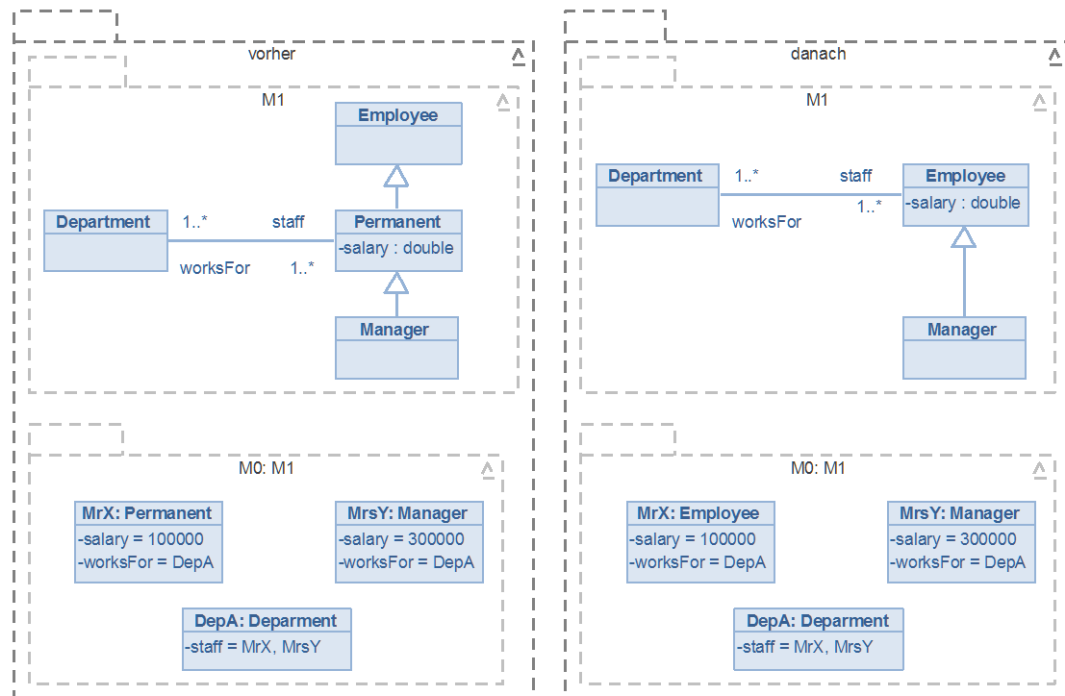 vorher
M1
Employee
Department
1..*
staff
worksFor
1..*
Permanent
-salary : double
Manager
M0: M1
MrX: Permanent
-salary = 100000
-worksFor = DepA
MrsY: Manager
-salary = 300000
-worksFor = DepA
DepA: Deparment
-staff = MrX, MrsY
danach
M1
Department
1..*
staff
worksFor
1..*
Employee
-salary : double
Manager
M0: M1
MrX: Employee
-salary = 100000
-worksFor = DepA
MrsY: Manager
-salary = 300000
-worksFor = DepA
DepA: Deparment
-staff = MrX, MrsY